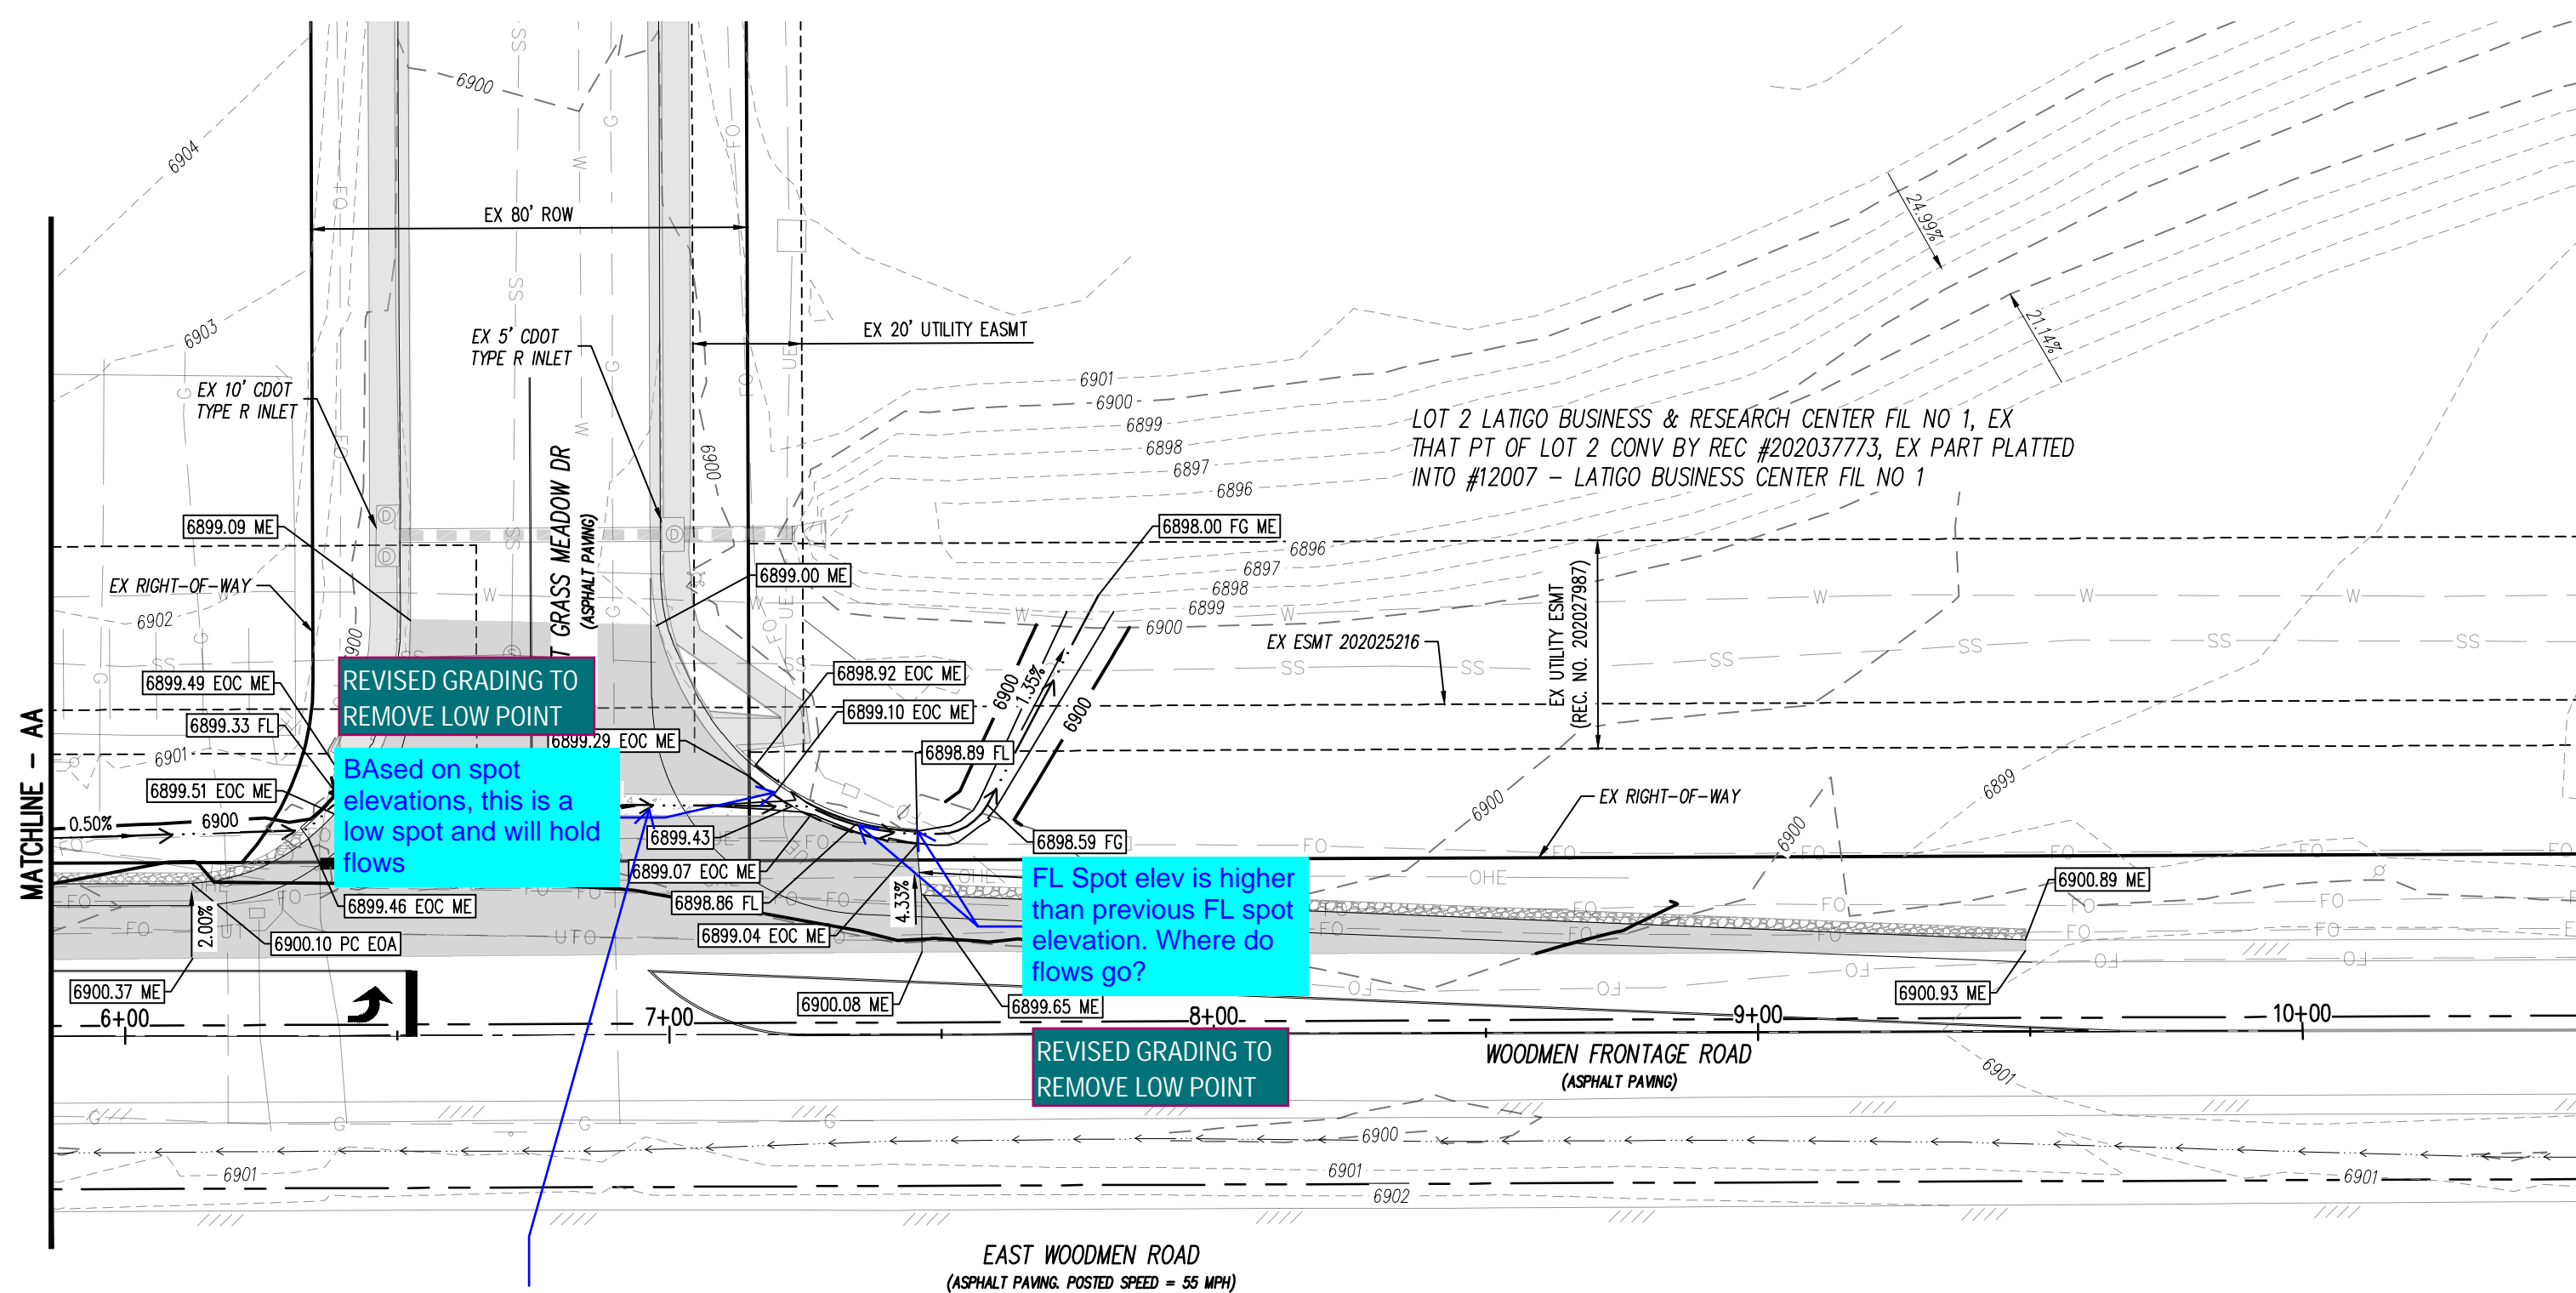 6900
6904
EX 80' ROW
24.99%
21.14%
6903
EX 5' CDOT
TYPE R INLET
EX 20' UTILITY EASMT
EX 10' CDOT
TYPE R INLET
6901
6900
6899
6898
6897
6896
LOT 2 LATIGO BUSINESS & RESEARCH CENTER FIL NO 1, EX
THAT PT OF LOT 2 CONV BY REC #202037773, EX PART PLATTED
INTO #12007 – LATIGO BUSINESS CENTER FIL NO 1
6900
GRASS MEADOW DR
(ASPHALT PAVING)
6899.09 ME
6898.00 FG ME
6896
6897
6898
6899
6900
6899.00 ME
EX RIGHT-OF-WAY
6902
EX UTILITY ESMT
(REC. NO. 202027987)
EX ESMT 202025216
REVISED GRADING TO
REMOVE LOW POINT
6899.49 EOC ME
6899.33 FL
6898.92 EOC ME
6899.10 EOC ME
6899.29 EOC ME
6898.89 FL
6900
1.35%
6900
6901
6899.51 EOC ME
BAsed on spot
elevations, this is a
low spot and will hold
flows
0.50%
6900
6899.43
6898.59 FG
6900
6900
6899
EX RIGHT-OF-WAY
MATCHLINE – AA
6899.07 EOC ME
6898.86 FL
6899.04 EOC ME
4.33%
FL Spot elev is higher
than previous FL spot
elevation. Where do
flows go?
6900.89 ME
6899.46 EOC ME
2.00%
6900.10 PC EOA
6900.37 ME
6900.08 ME
6899.65 ME
6900.93 ME
6+00
7+00
8+00
9+00
10+00
REVISED GRADING TO
REMOVE LOW POINT
WOODMEN FRONTAGE ROAD
(ASPHALT PAVING)
6901
6900
6901
6901
6901
6902
EAST WOODMEN ROAD
(ASPHALT PAVING. POSTED SPEED = 55 MPH)